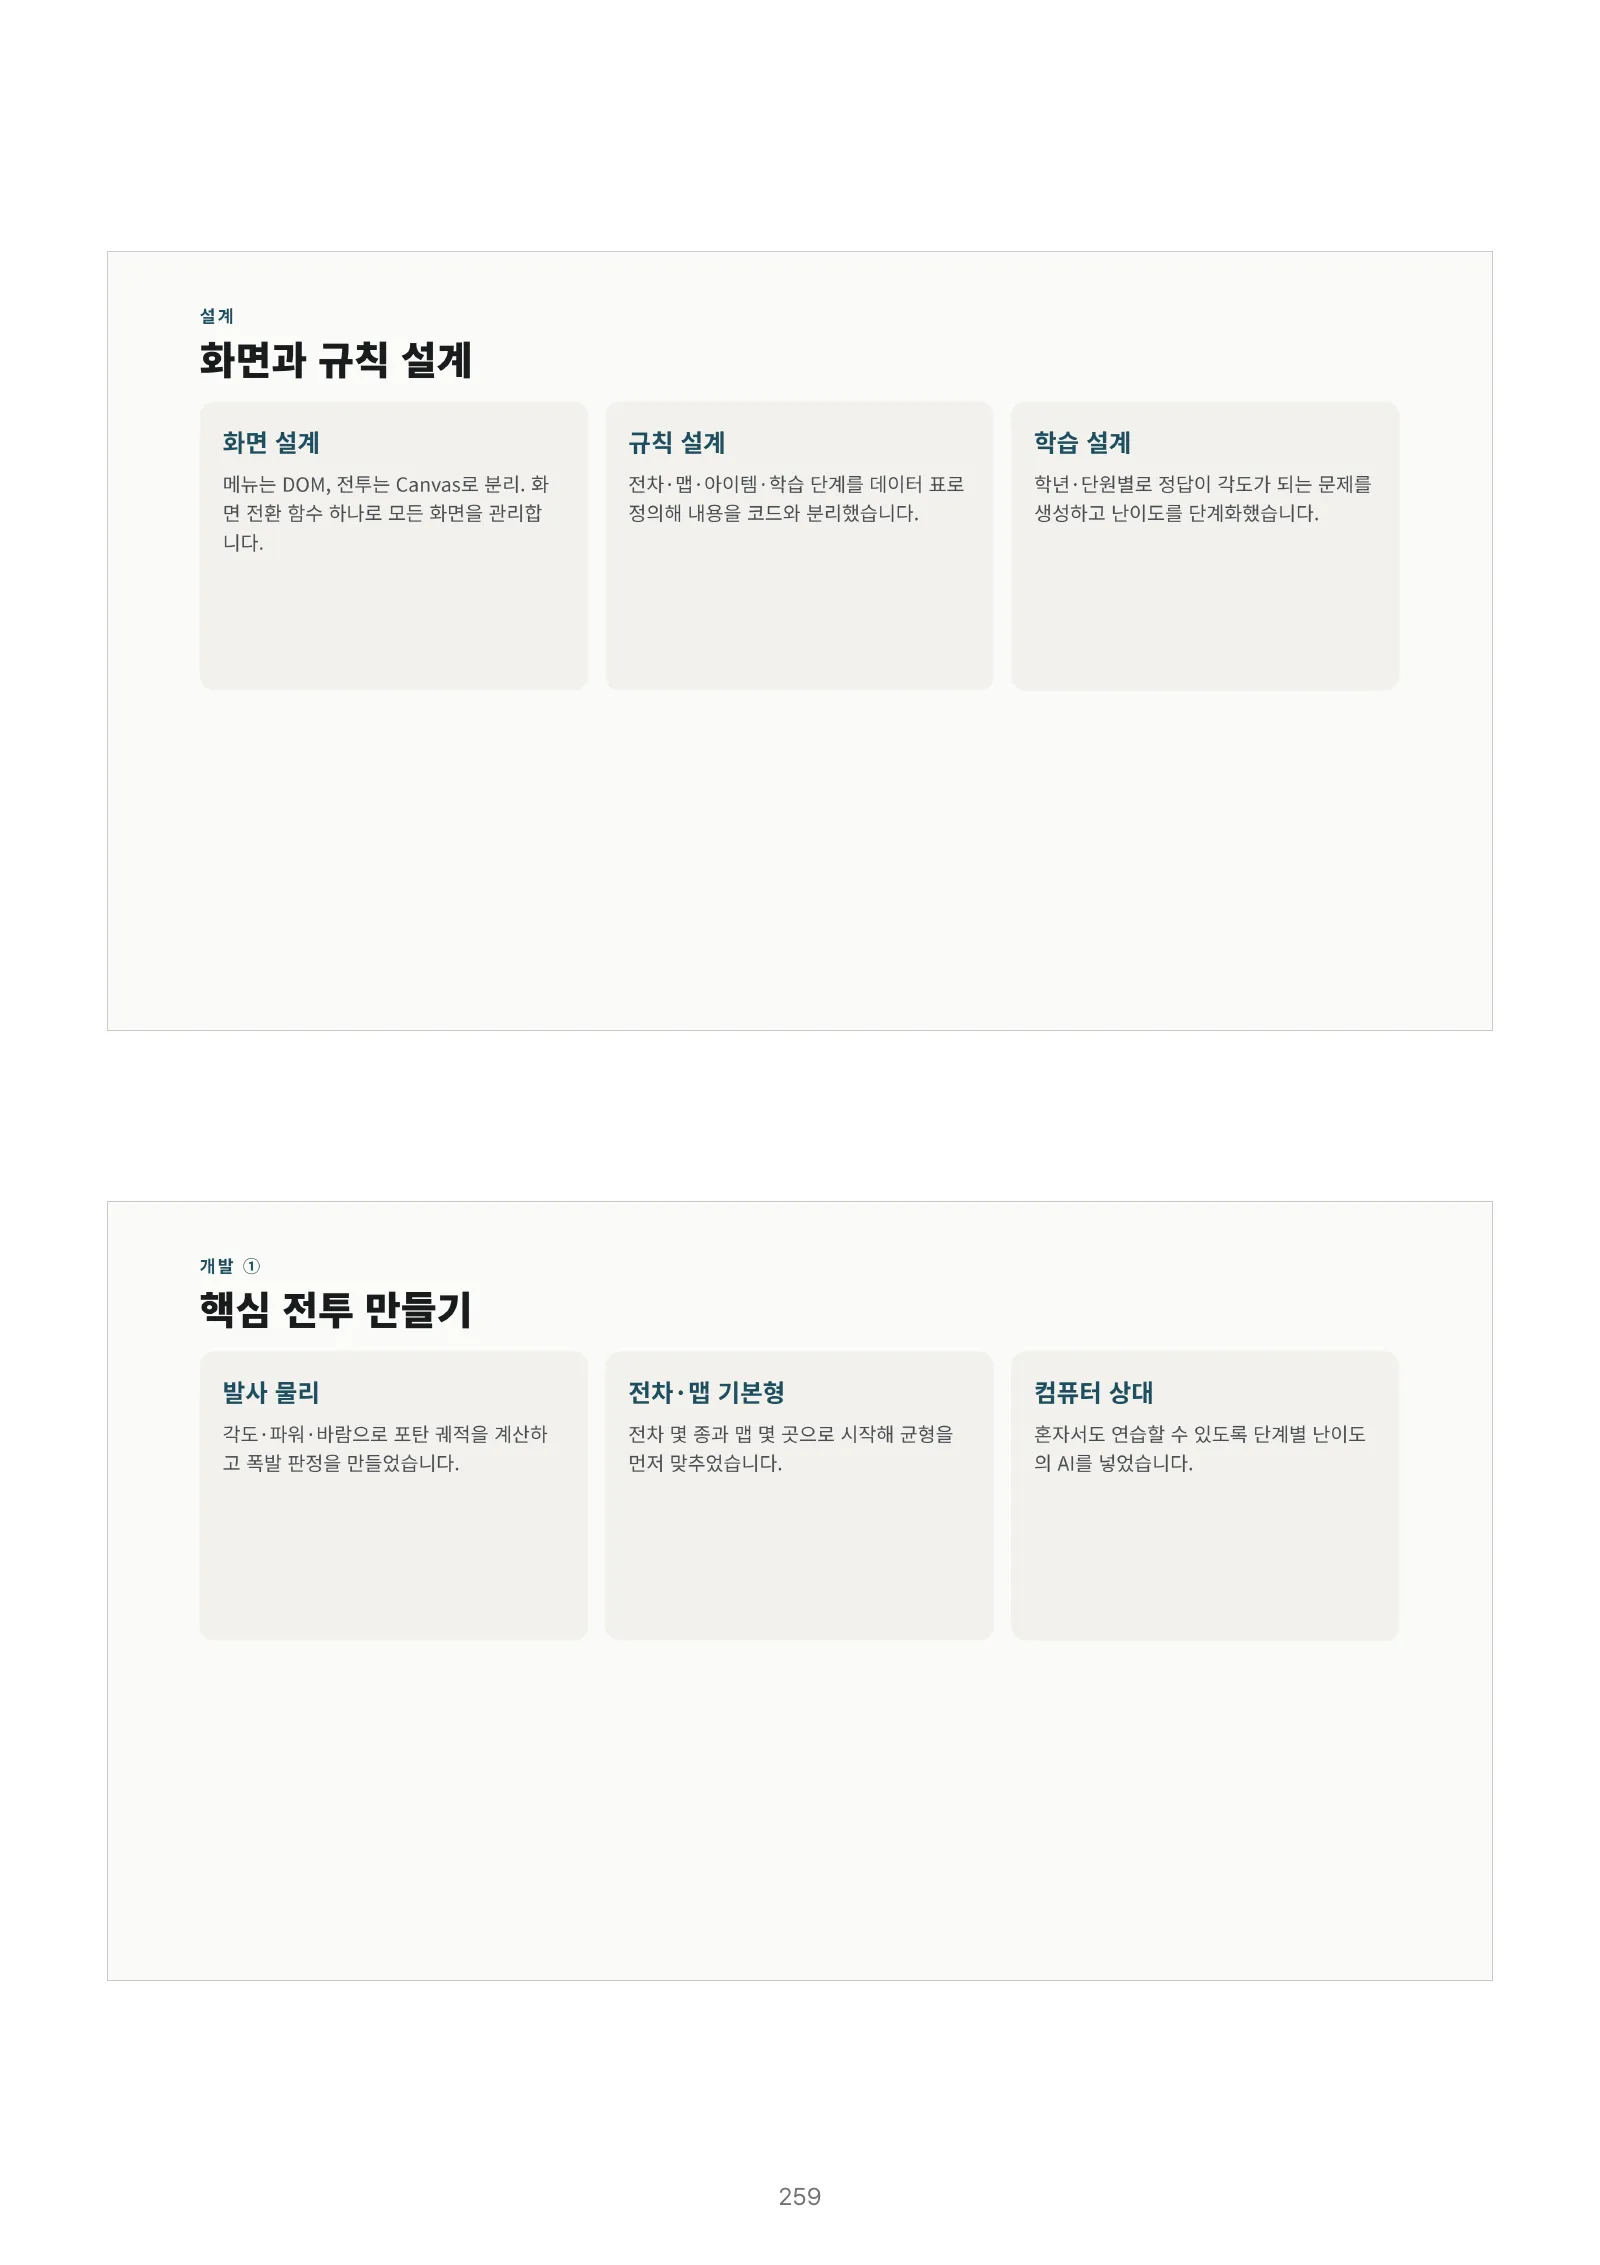 설계
화면과 규칙 설계
화면 설계
메뉴는 DOM, 전투는 Canvas로 분리. 화
면 전환 함수 하나로 모든 화면을 관리합
니다.
규칙 설계
전차·맵·아이템·학습 단계를 데이터 표로
정의해 내용을 코드와 분리했습니다.
학습 설계
학년·단원별로 정답이 각도가 되는 문제를
생성하고 난이도를 단계화했습니다.
개발 ①
핵심 전투 만들기
발사 물리
각도·파워·바람으로 포탄 궤적을 계산하
고 폭발 판정을 만들었습니다.
전차·맵 기본형
전차 몇 종과 맵 몇 곳으로 시작해 균형을
먼저 맞추었습니다.
컴퓨터 상대
혼자서도 연습할 수 있도록 단계별 난이도
의 AI를 넣었습니다.
259